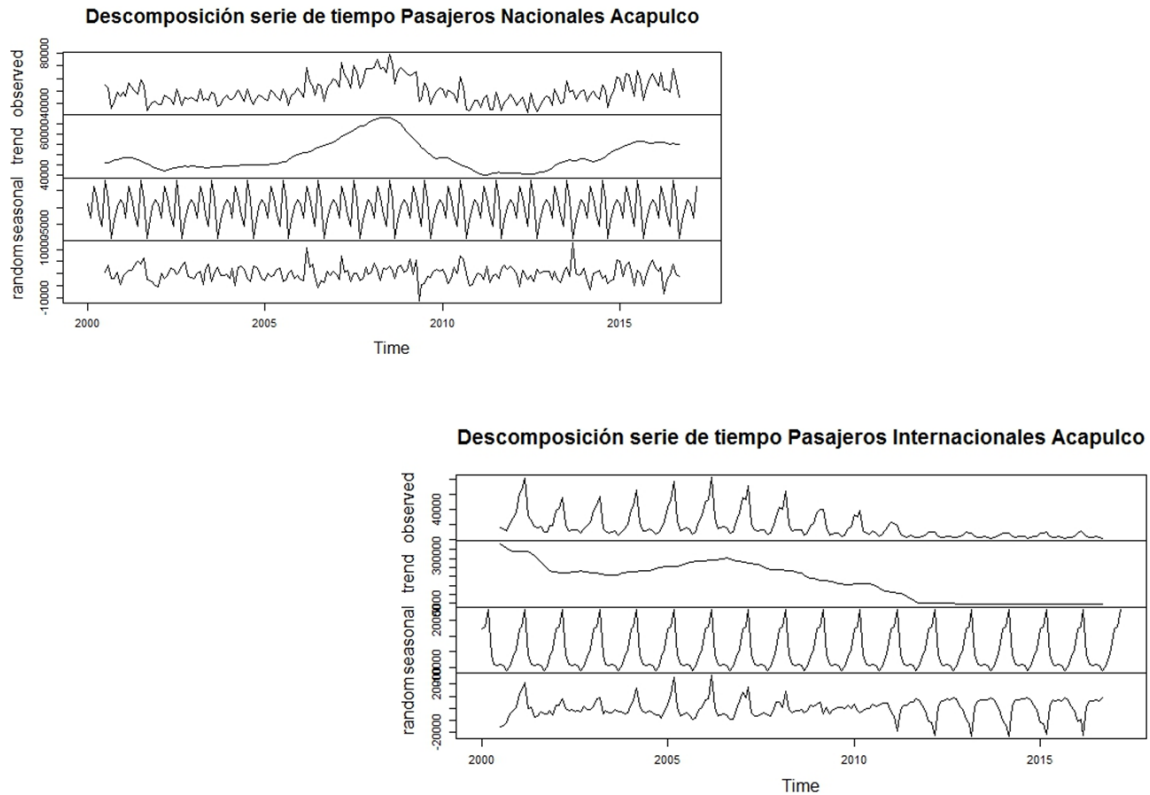 Descomposición serie de tiempo Pasajeros Nacionales Acapulco
observed
80000
trend
60000
40000
seasonal
random
-10000
2000 2005 2010 2015
Time
Descomposición serie de tiempo Pasajeros Internacionales Acapulco
observed
40000
trend
30000
seasonal
random
-20000
2000 2005 2010 2015
Time